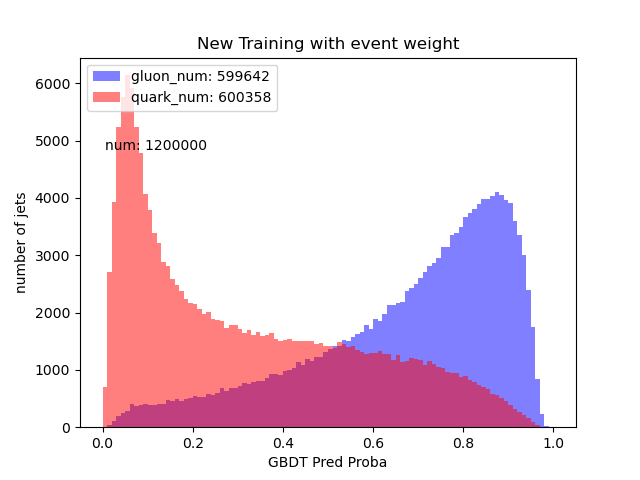 New Training with event weight
gluon_num: 599642
quark_num: 600358
num: 1200000
number of jets
6000
5000
4000
3000
2000
1000
0
0.0 0.2 0.4 0.6 0.8 1.0
GBDT Pred Proba